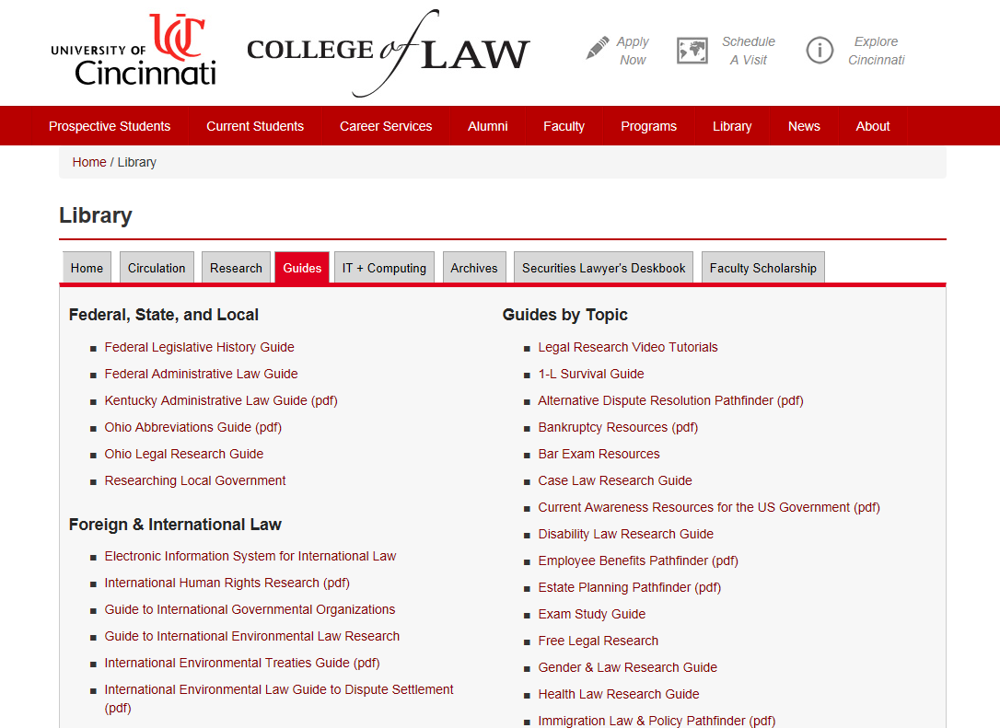 UNIVERSITY OF
UC
Cincinnati
COLLEGE of LAW
Apply
Now
Schedule
A Visit
Explore
Cincinnati
Prospective Students
Current Students
Career Services
Alumni
Faculty
Programs
Library
News
About
Home / Library
Library
Home
Circulation
Research
Guides
IT + Computing
Archives
Securities Lawyer's Deskbook
Faculty Scholarship
Federal, State, and Local
Federal Legislative History Guide
Federal Administrative Law Guide
Kentucky Administrative Law Guide (pdf)
Ohio Abbreviations Guide (pdf)
Ohio Legal Research Guide
Researching Local Government
Foreign & International Law
Electronic Information System for International Law
International Human Rights Research (pdf)
Guide to International Governmental Organizations
Guide to International Environmental Law Research
International Environmental Treaties Guide (pdf)
International Environmental Law Guide to Dispute Settlement
(pdf)
Guides by Topic
Legal Research Video Tutorials
1-L Survival Guide
Alternative Dispute Resolution Pathfinder (pdf)
Bankruptcy Resources (pdf)
Bar Exam Resources
Case Law Research Guide
Current Awareness Resources for the US Government (pdf)
Disability Law Research Guide
Employee Benefits Pathfinder (pdf)
Estate Planning Pathfinder (pdf)
Exam Study Guide
Free Legal Research
Gender & Law Research Guide
Health Law Research Guide
Immigration Law & Policy Pathfinder (pdf)